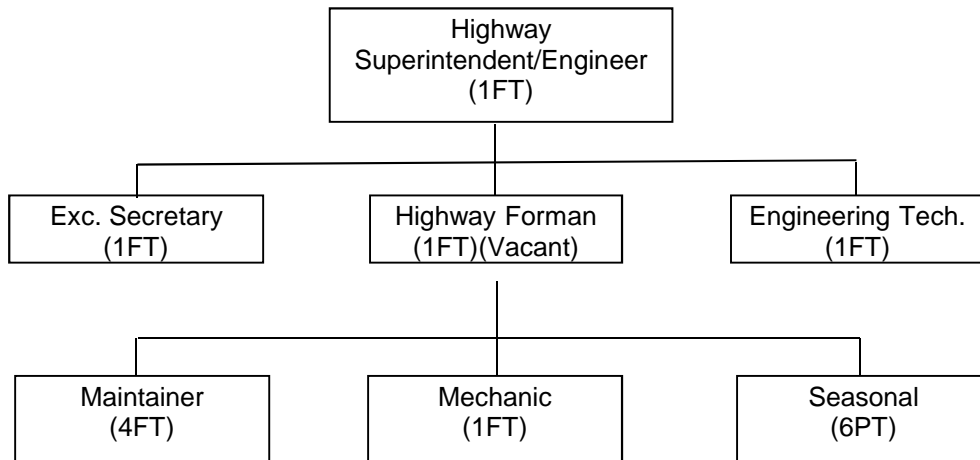 Highway
Superintendent/Engineer
(1FT)
Exc. Secretary
(1FT)
Highway Forman
(1FT)(Vacant)
Engineering Tech.
(1FT)
Maintainer
(4FT)
Mechanic
(1FT)
Seasonal
(6PT)